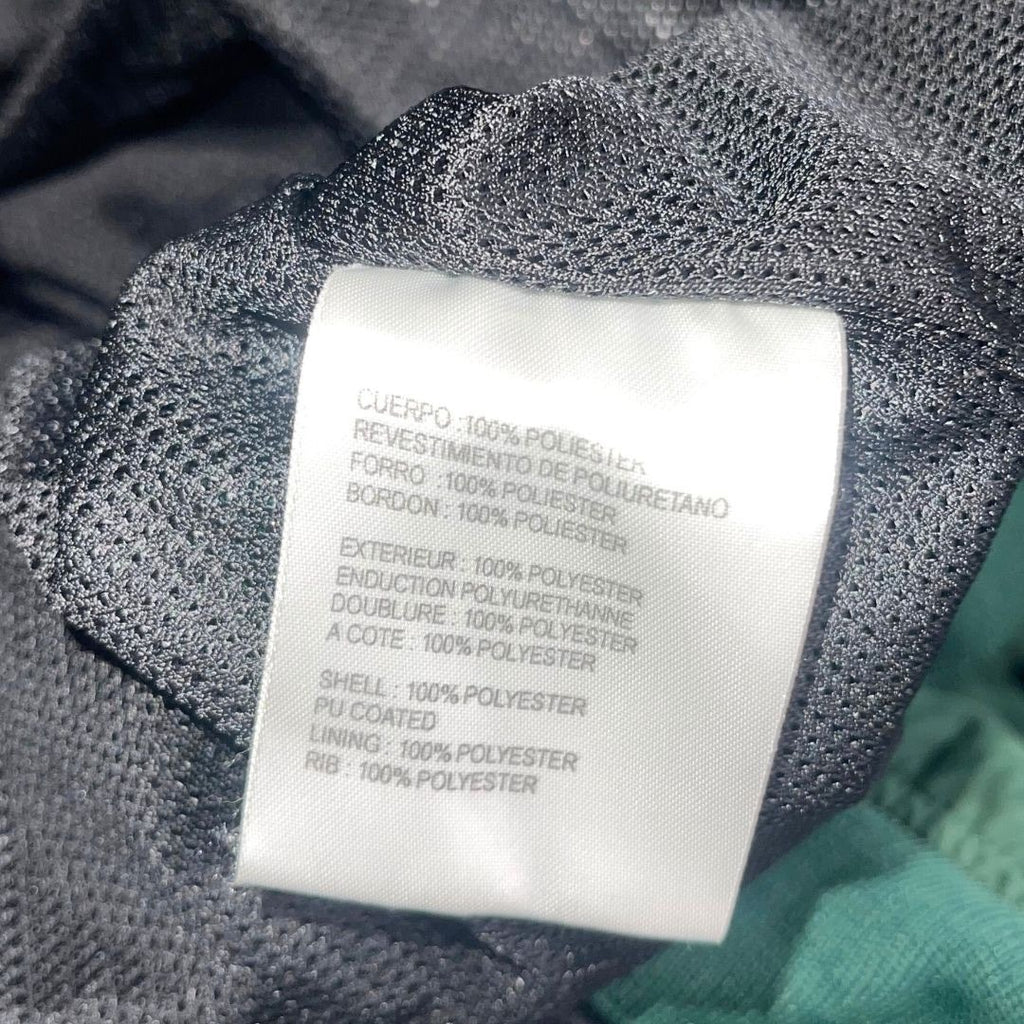 CUERPO : 100% POLIESTER
REVESTIMIENTO DE POLIURETANO
FORRO : 100% POLIESTER
BORDON : 100% POLIESTER
EXTERIEUR : 100% POLYESTER
ENDUCTION POLYURETHANNE
DOUBLURE : 100% POLYESTER
A COTE : 100% POLYESTER
SHELL : 100% POLYESTER
PU COATED
LINING : 100% POLYESTER
RIB : 100% POLYESTER